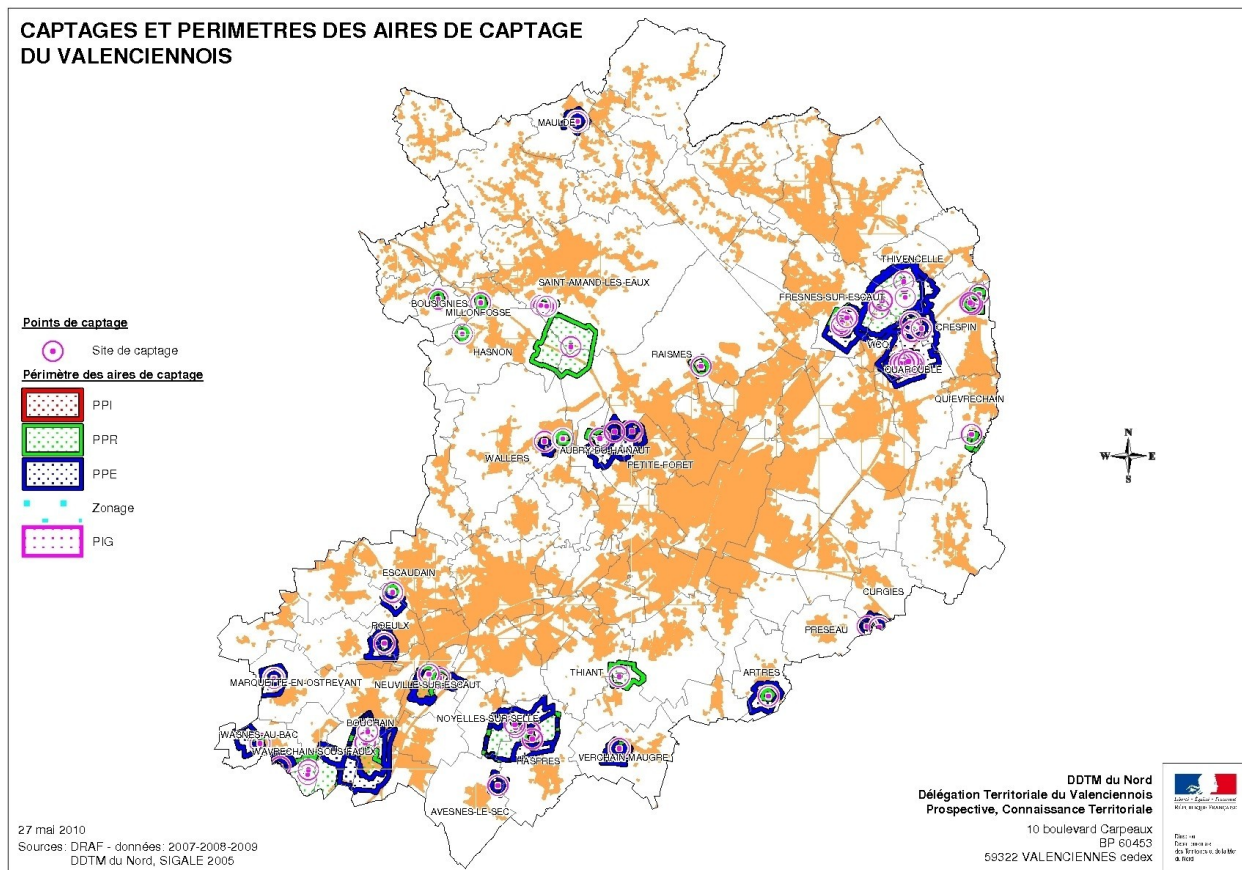 CAPTAGES ET PERIMETRES DES AIRES DE CAPTAGE
DU VALENCIENNOIS
MAULDE
THIVENCELLE
SAINT-AMAND-LES-EAUX
FRESNES-SUR-ESCAUT
BOUSIGNIES
MILLONFOSSE
CRESPIN
HASNON
VICQ
RAISMES
QUAROUBLE
QUIEVRECHAIN
AUBRY-DU-HAINAUT
WALLERS
PETITE-FORET
Points de captage
Site de captage
Périmètre des aires de captage
PPI
PPR
PPE
Zonage
PIG
N
W E
S
ESCAUDAIN
CURGIES
ROEULX
PRESEAU
THIANT
ARTRES
MARQUETTE-EN-OSTREVANT
NEUVILLE-SUR-ESCAUT
NOYELLES-SUR-SELLE
BOUCHAIN
WASNES-AU-BAC
WAVRECHAIN-SOUS-FAULX
HASPRES
VERCHAIN-MAUGRE
AVESNES-LE-SEC
27 mai 2010
Sources: DRAF - données: 2007-2008-2009
DDTM du Nord, SIGALE 2005
DDTM du Nord
Délégation Territoriale du Valenciennois
Prospective, Connaissance Territoriale
10 boulevard Carpeaux
BP 60453
59322 VALENCIENNES cedex
Liberté • Égalité • Fraternité
RÉPUBLIQUE FRANÇAISE